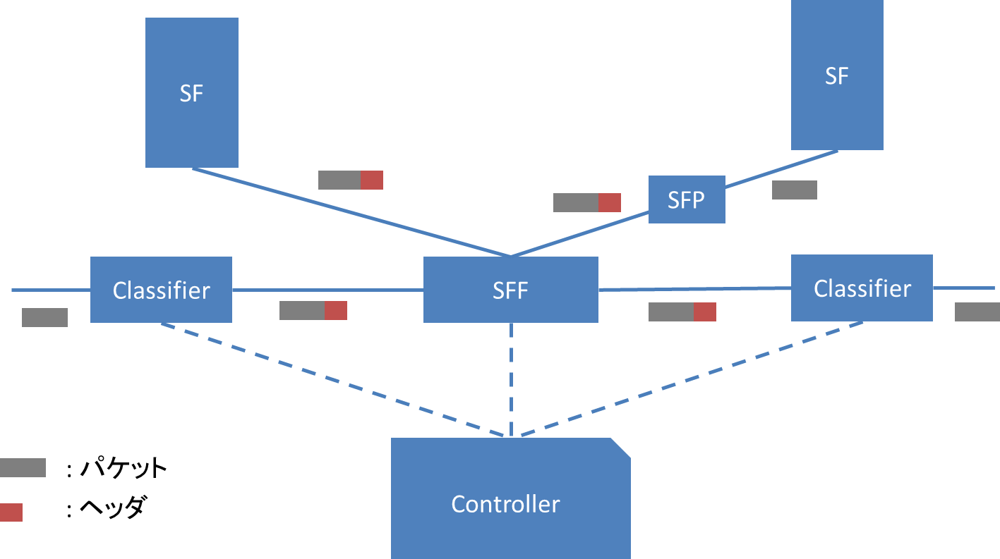 SF
SF
SFP
Classifier
SFF
Classifier
: パケット
: ヘッダ
Controller